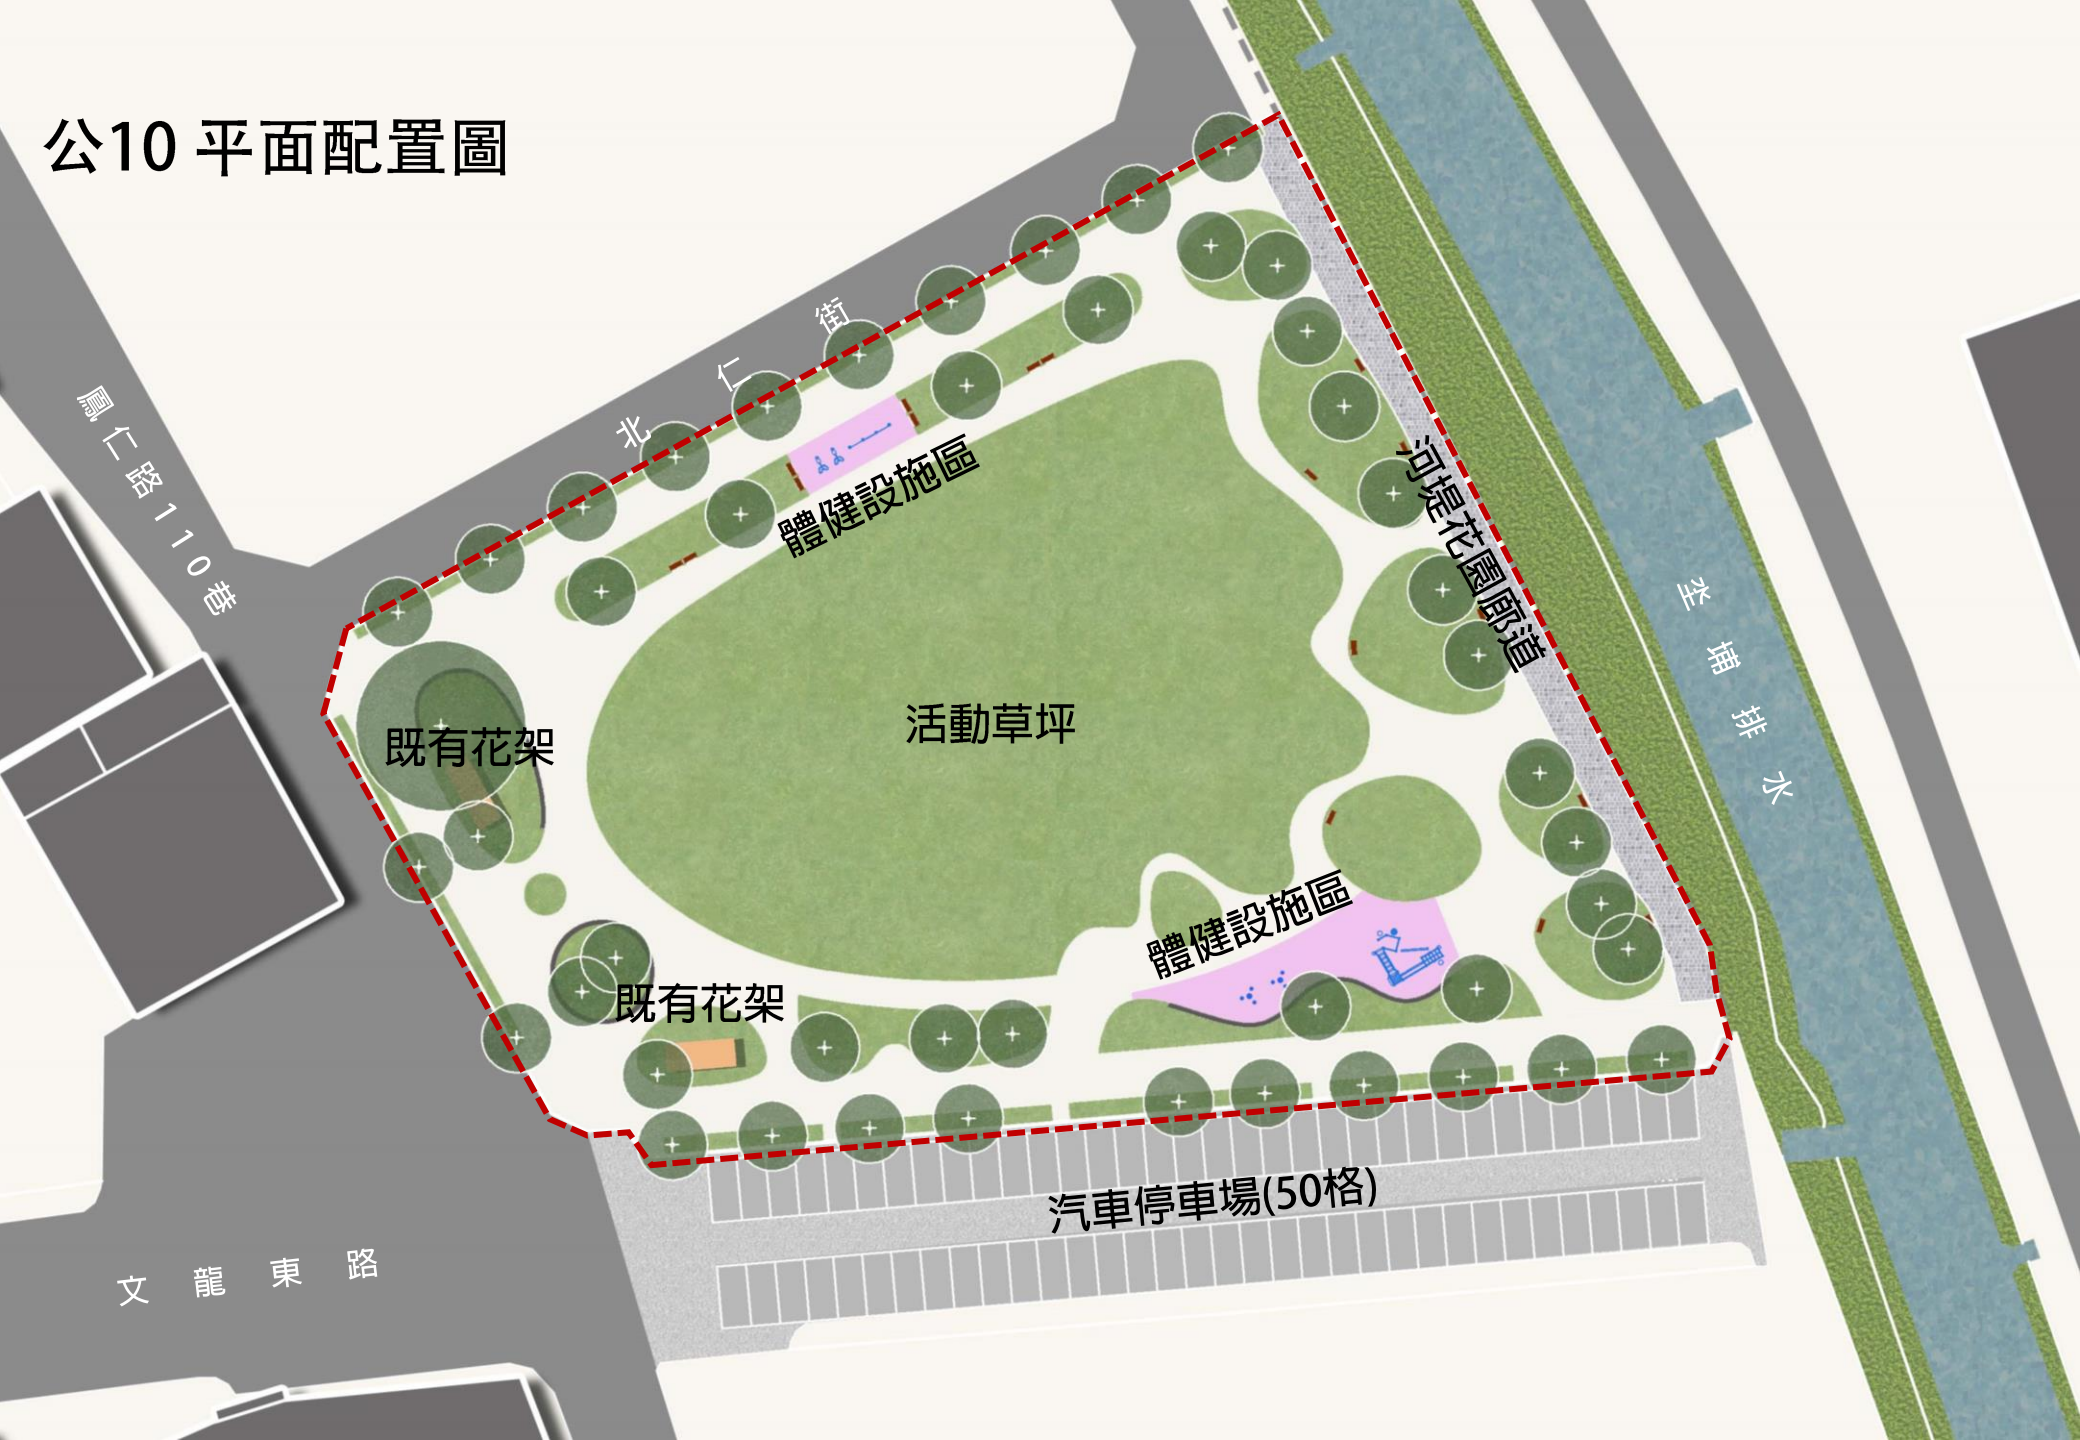 公10 平面配置圖
北仁街
鳳仁路110巷
體健設施區
河堤花園廊道
坔埔排水
活動草坪
既有花架
體健設施區
既有花架
汽車停車場(50格)
文龍東路